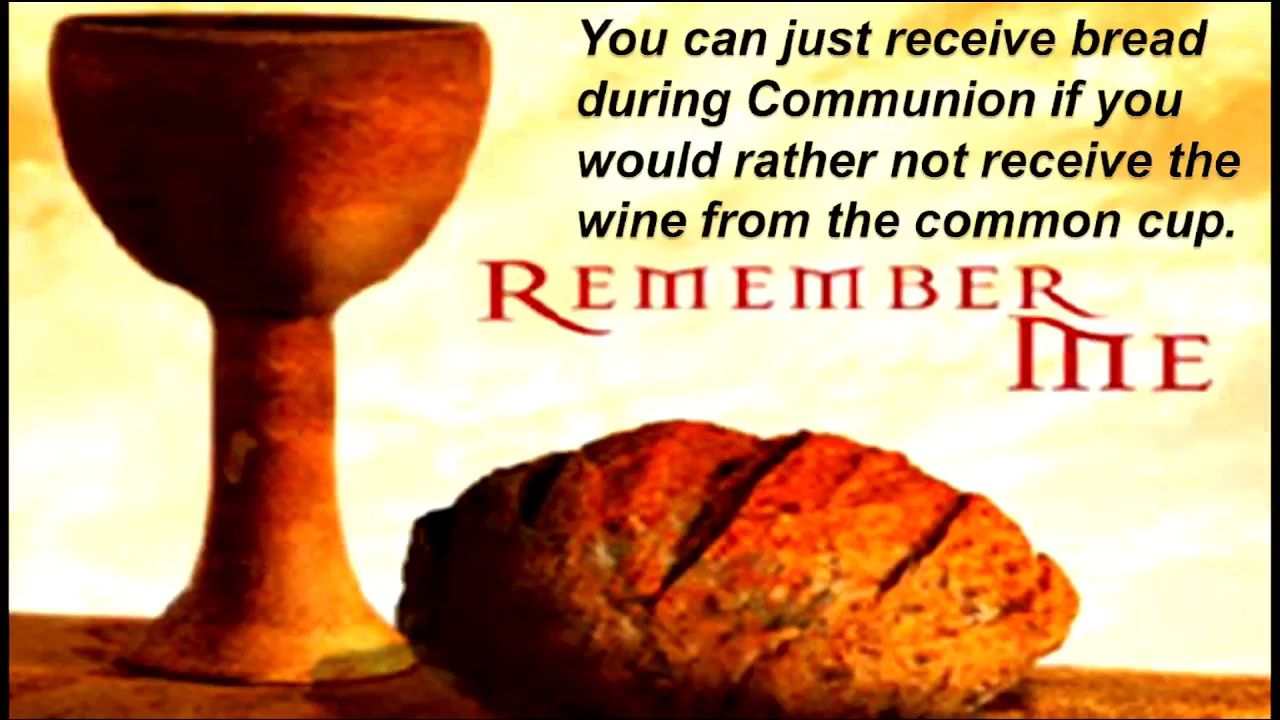 You can just receive bread
during Communion if you
would rather not receive the
wine from the common cup.
REMEMBER
ME